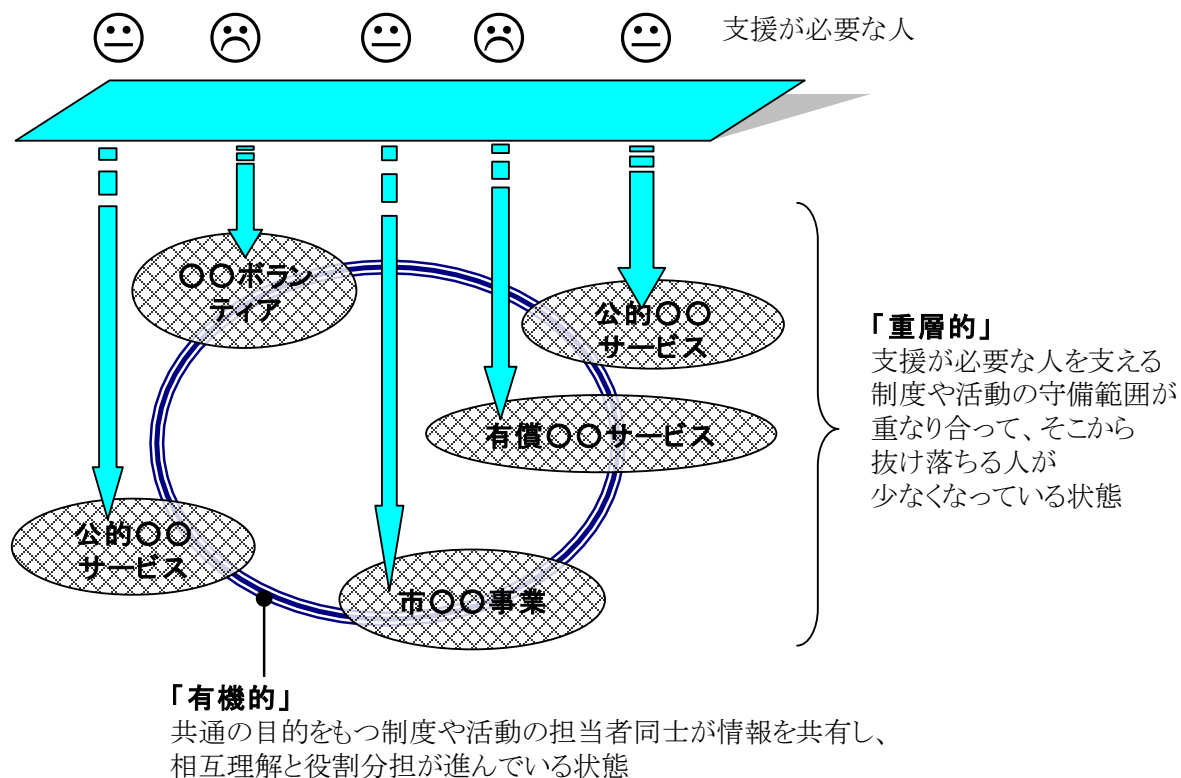 支援が必要な人
〇〇ボラン
ティア
公的〇〇
サービス
有償〇〇サービス
公的〇〇
サービス
市〇〇事業
「重層的」
支援が必要な人を支える
制度や活動の守備範囲が
重なり合って、そこから
抜け落ちる人が
少なくなっている状態
「有機的」
共通の目的をもつ制度や活動の担当者同士が情報を共有し、
相互理解と役割分担が進んでいる状態